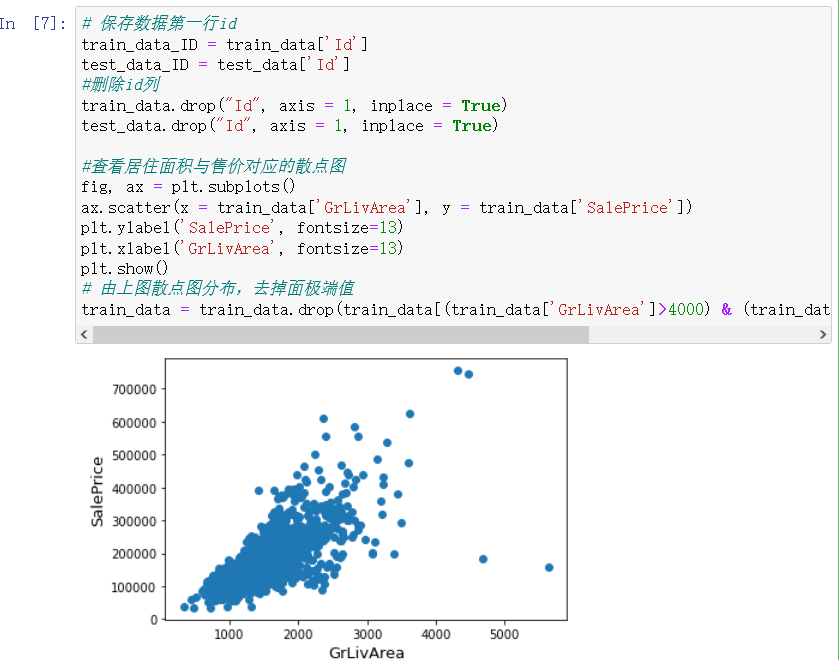 In [7]:
# 保存数据第一行id
train_data_ID = train_data['Id']
test_data_ID = test_data['Id']
#删除id列
train_data.drop("Id", axis = 1, inplace = True)
test_data.drop("Id", axis = 1, inplace = True)
#查看居住面积与售价对应的散点图
fig, ax = plt.subplots()
ax.scatter(x = train_data['GrLivArea'], y = train_data['SalePrice'])
plt.ylabel('SalePrice', fontsize=13)
plt.xlabel('GrLivArea', fontsize=13)
plt.show()
# 由上图散点图分布，去掉面极端值
train_data = train_data.drop(train_data[(train_data['GrLivArea']>4000) & (train_dat
700000
600000
500000
400000
300000
200000
100000
0
SalePrice
1000 2000 3000 4000 5000
GrLivArea